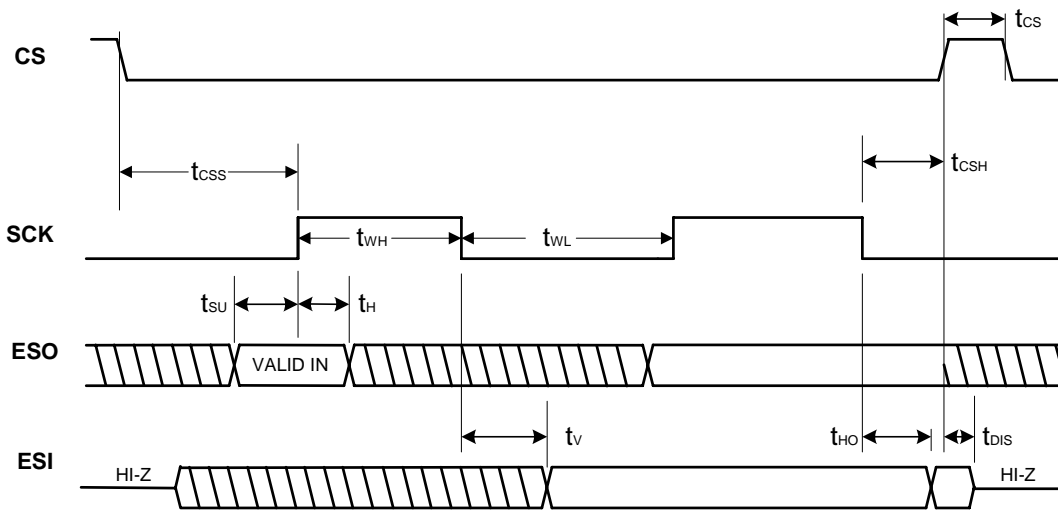 tCS
CS
tCSS
tCSH
SCK
tWH
tWL
tSU
tH
ESO
VALID IN
tV
tHO
tDIS
ESI
HI-Z
HI-Z